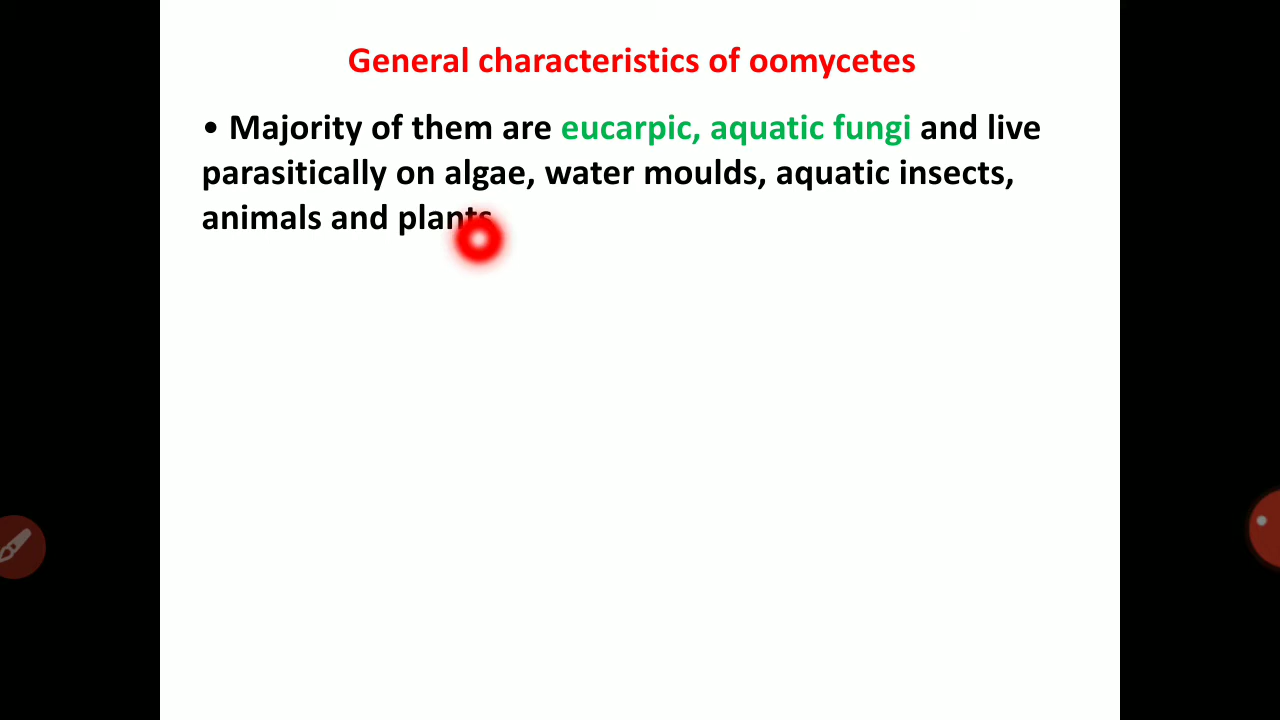 General characteristics of oomycetes
• Majority of them are eucarpic, aquatic fungi and live
parasitically on algae, water moulds, aquatic insects,
animals and plants